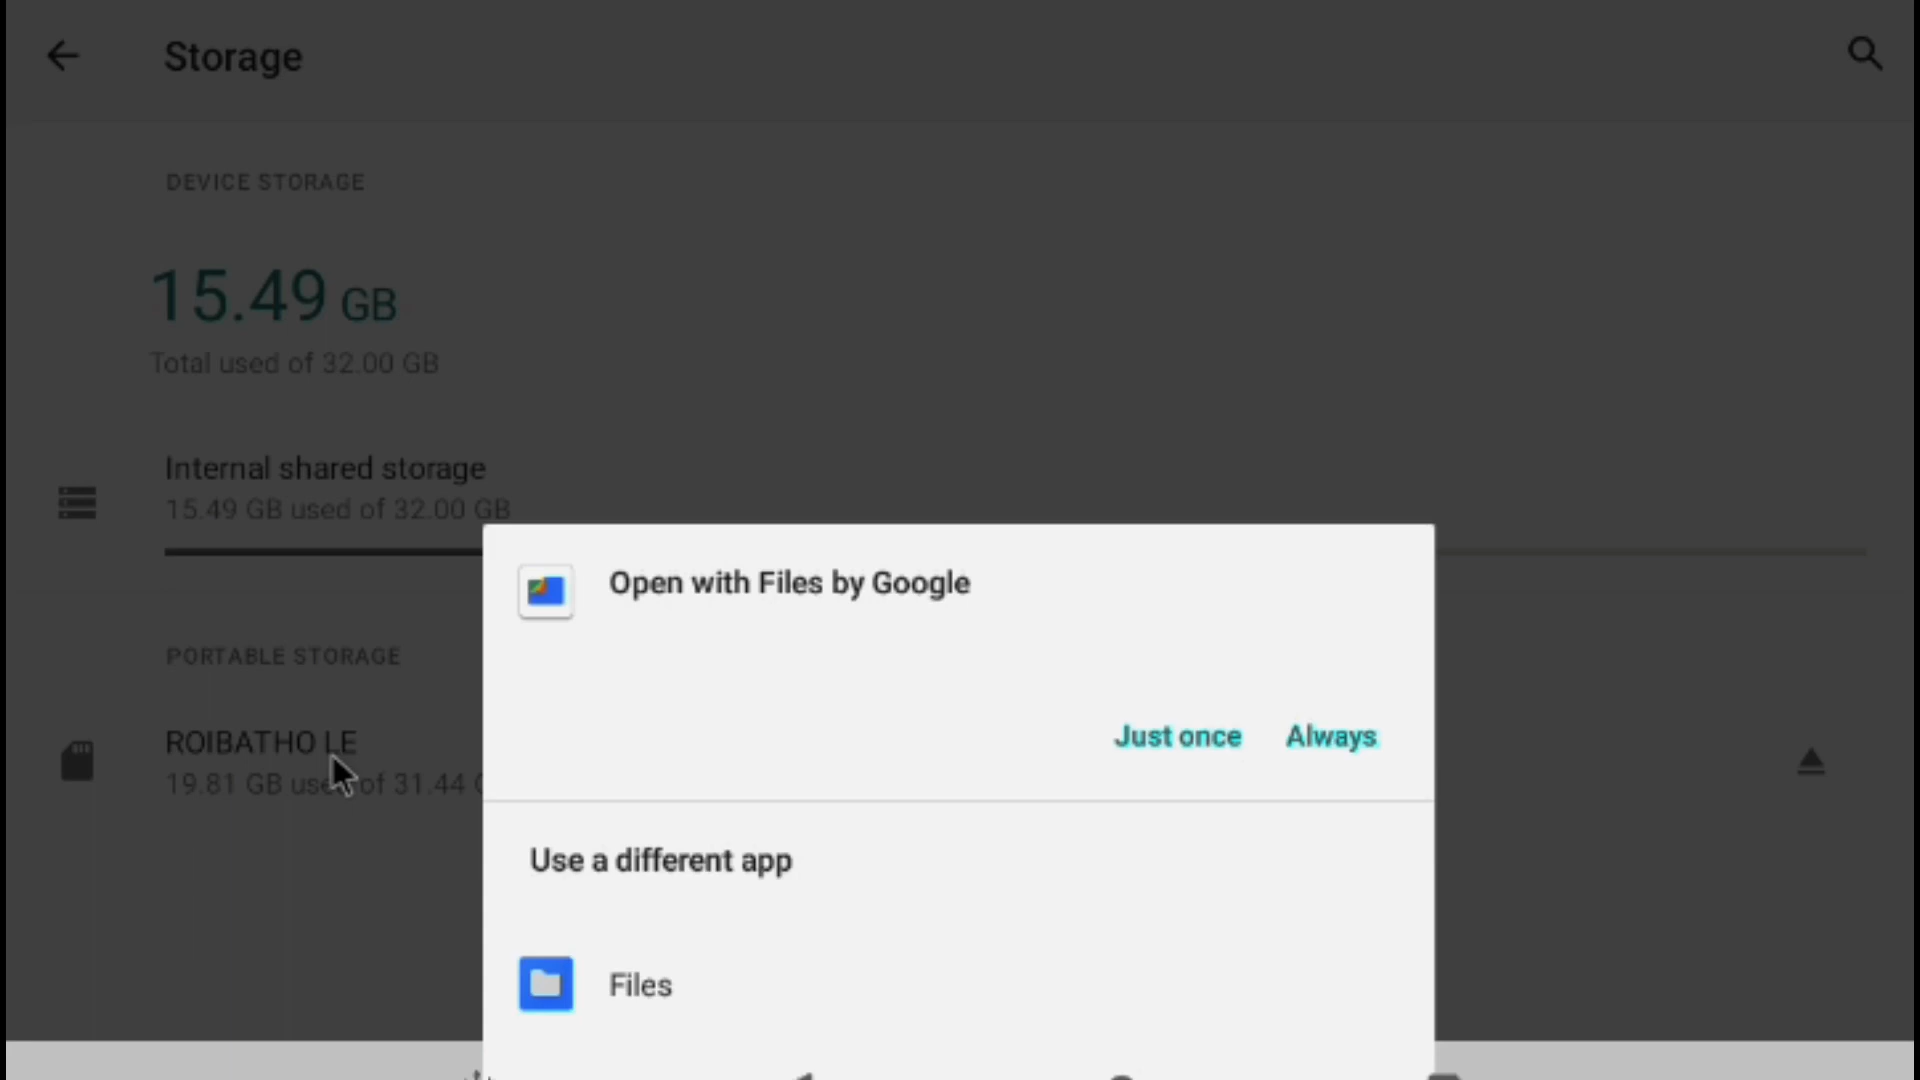 Storage
DEVICE STORAGE
15.49 GB
Total used of 32.00 GB
Internal shared storage
15.49 GB used of 32.00 GB
PORTABLE STORAGE
ROIBATHO LE
19.81 GB used of 31.44
Open with Files by Google
Just once Always
Use a different app
Files